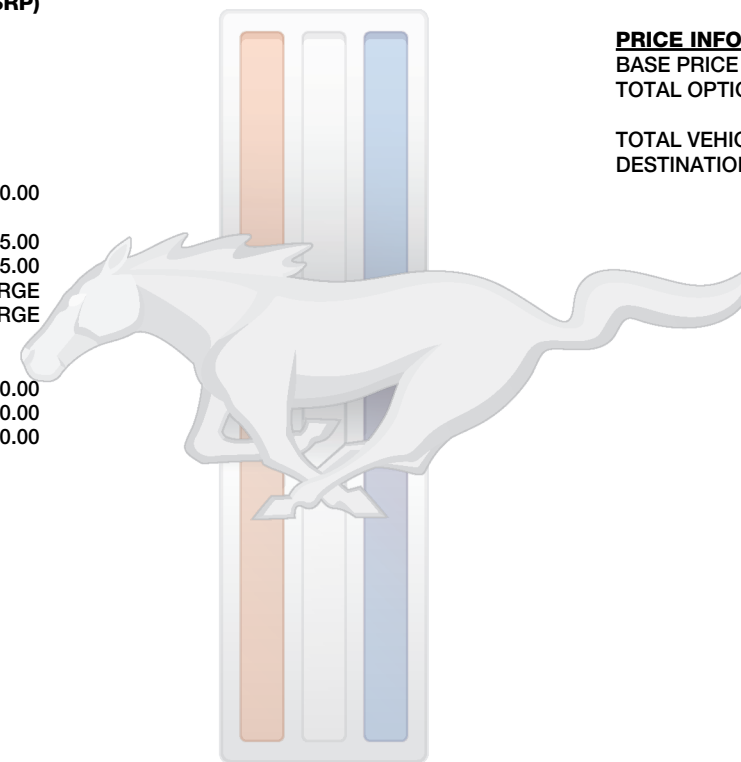 SRP)
0.00
5.00
5.00
RGE
RGE
0.00
0.00
0.00
PRICE INFO
BASE PRICE
TOTAL OPTIO
TOTAL VEHIC
DESTINATION